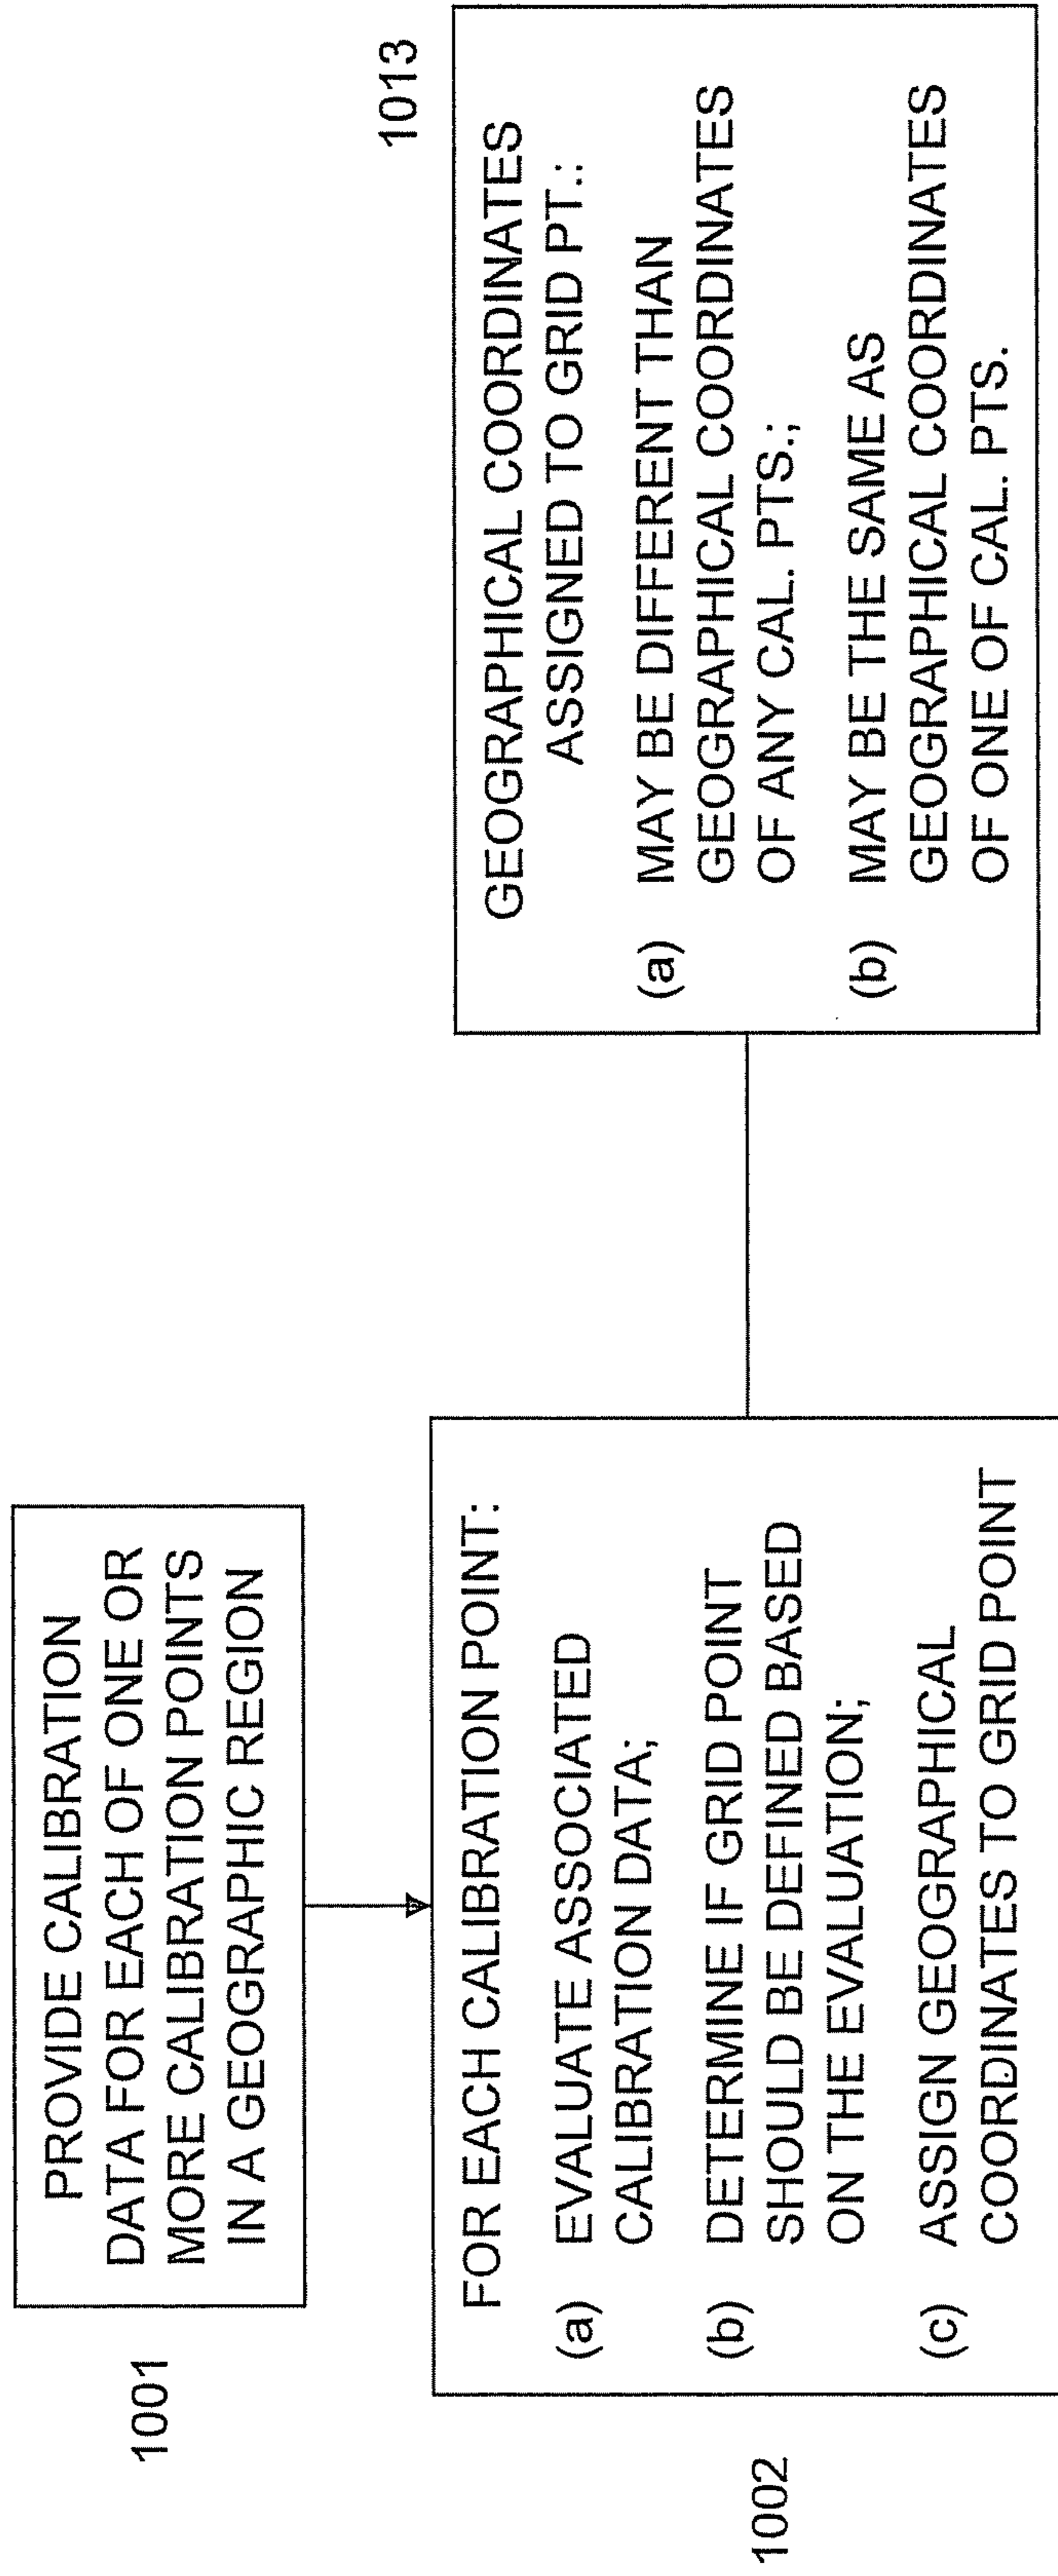 1001
PROVIDE CALIBRATION
DATA FOR EACH OF ONE OR
MORE CALIBRATION POINTS
IN A GEOGRAPHIC REGION
1002
FOR EACH CALIBRATION POINT:
(a) EVALUATE ASSOCIATED
CALIBRATION DATA;
(b) DETERMINE IF GRID POINT
SHOULD BE DEFINED BASED
ON THE EVALUATION;
(c) ASSIGN GEOGRAPHICAL
COORDINATES TO GRID POINT
1013
GEOGRAPHICAL COORDINATES
ASSIGNED TO GRID PT.:
(a) MAY BE DIFFERENT THAN
GEOGRAPHICAL COORDINATES
OF ANY CAL. PTS.;
(b) MAY BE THE SAME AS
GEOGRAPHICAL COORDINATES
OF ONE OF CAL. PTS.